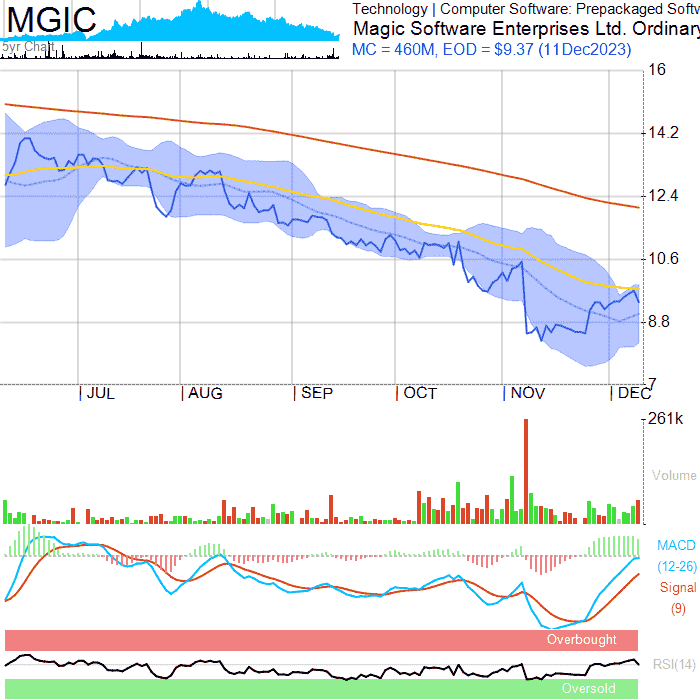 MGIC
5yr Chart
Technology | Computer Software: Prepackaged Softw
Magic Software Enterprises Ltd. Ordinary
MC = 460M, EOD = $9.37 (11Dec2023)
16
14.2
12.4
10.6
8.8
7
JUL
AUG
SEP
OCT
NOV
DEC
261k
Volume
MACD
(12-26)
Signal
(9)
Overbought
RSI(14)
Oversold